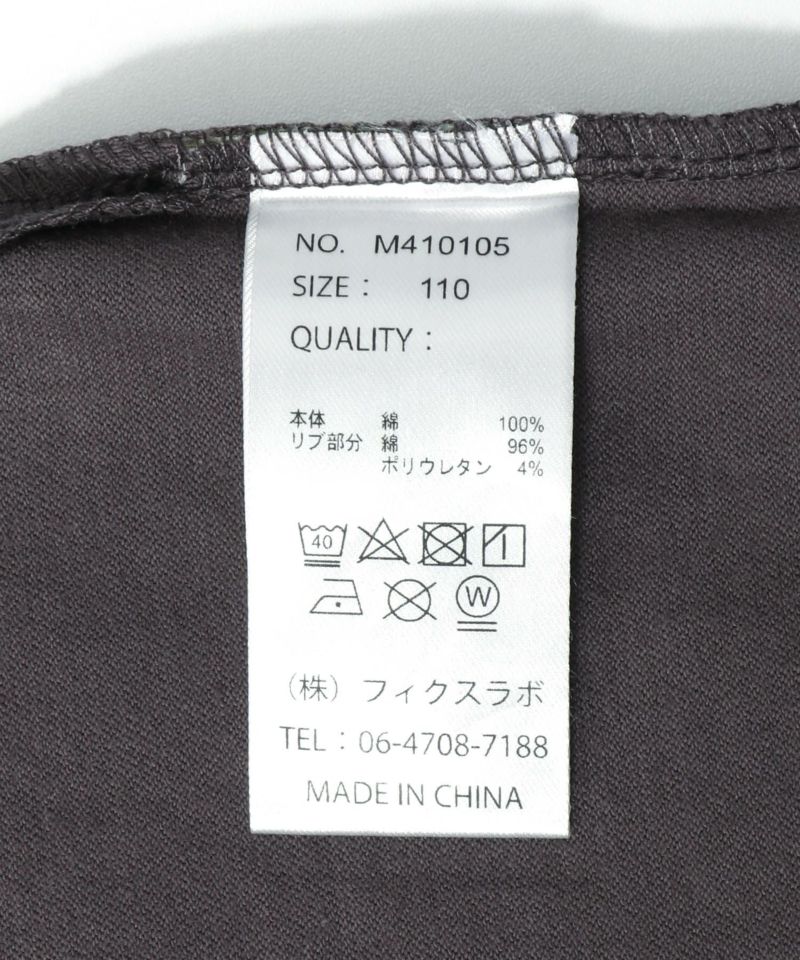 NO. M410105
SIZE : 110
QUALITY :
本体 綿 100%
リブ部分 綿 96%
ポリウレタン 4%
40
W
（株）フィクスラボ
TEL : 06-4708-7188
MADE IN CHINA